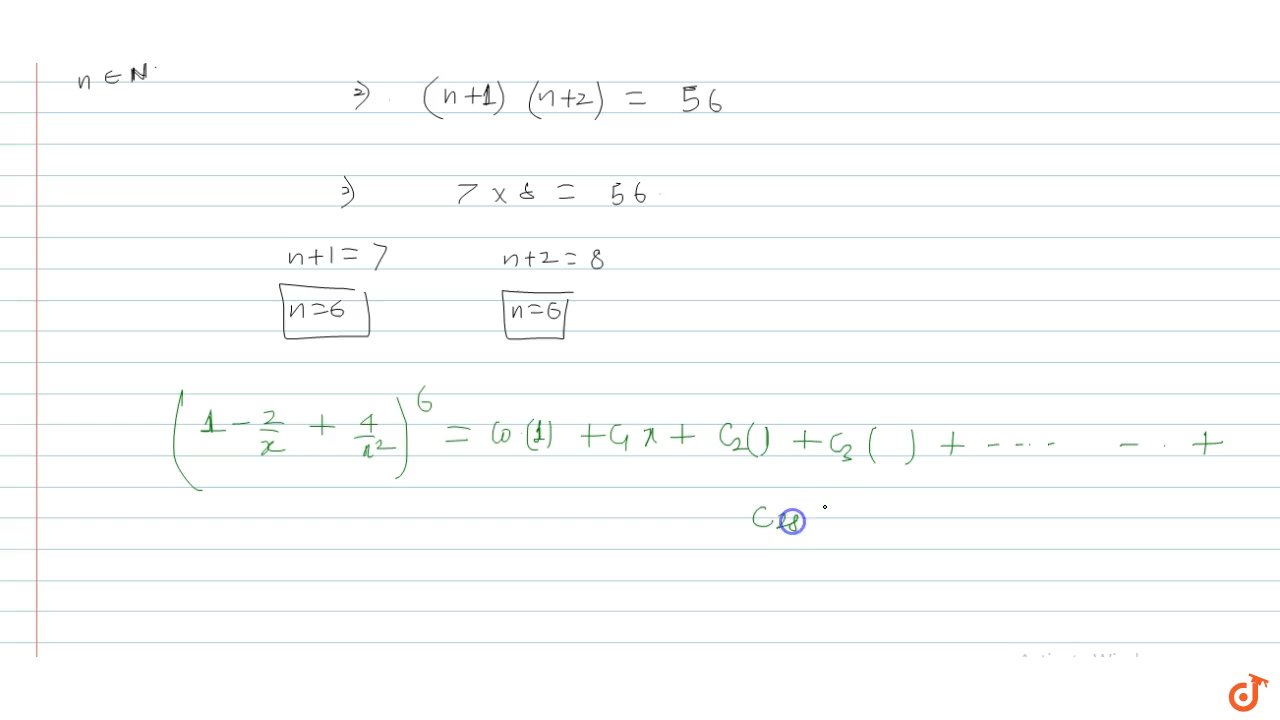 n ∈ N.
⇒) (n+1) (n+2) = 56
⇒) 7 x 8 = 56
n+1 = 7 n+2 = 8
n=6 n=6
(1 - 2/x + 4/x²)^6 = C0·(1) + C1 x + C2( ) + C3 ( ) + ---- - . +
C28